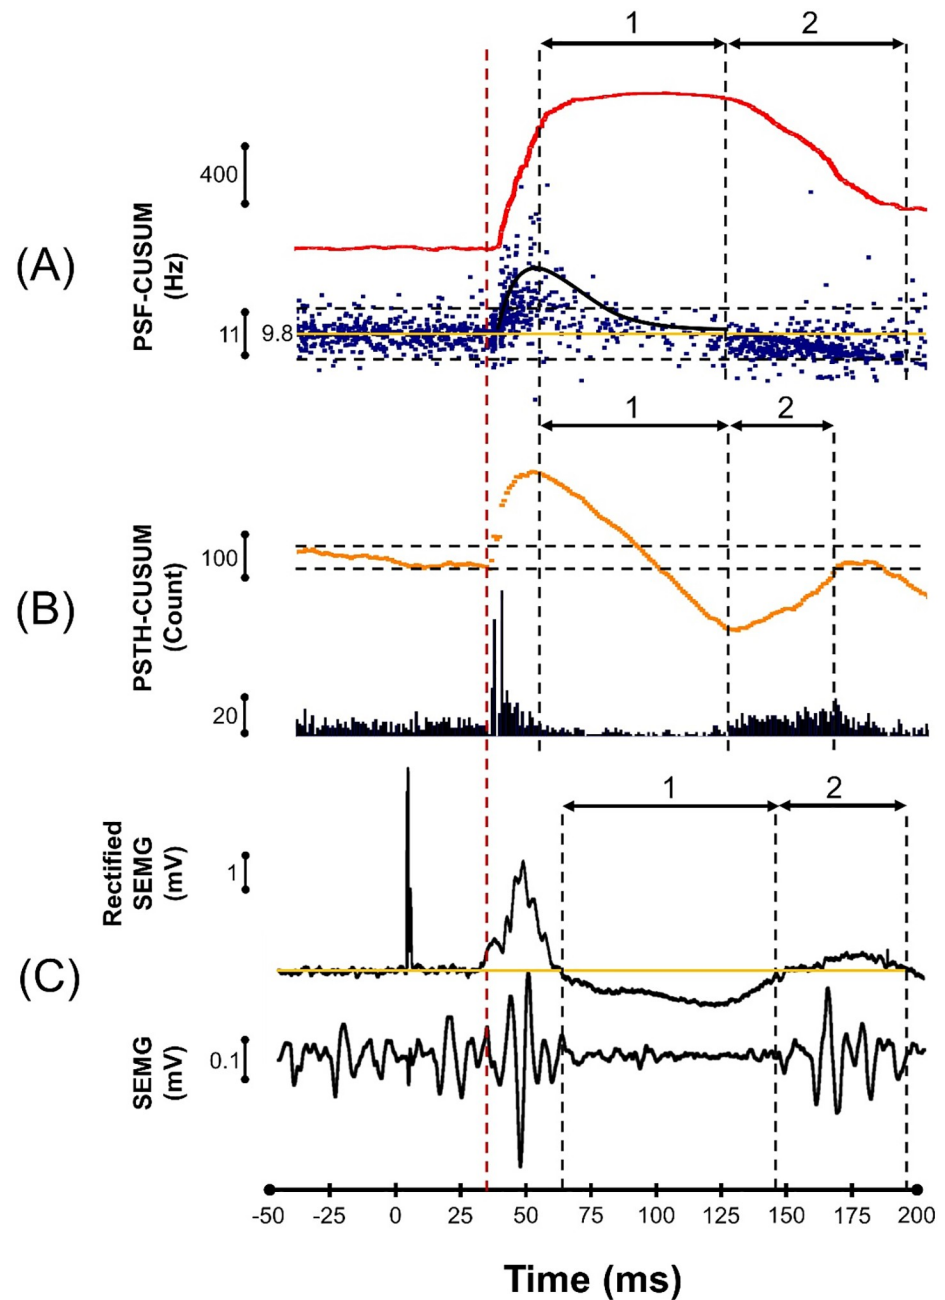 1
2
400
(A)
PSF-CUSUM
(Hz)
11
9.8
1
2
100
(B)
PSTH-CUSUM
(Count)
20
1
2
Rectified
SEMG
(mV)
1
(C)
SEMG
(mV)
0.1
-50 -25 0 25 50 75 100 125 150 175 200
Time (ms)